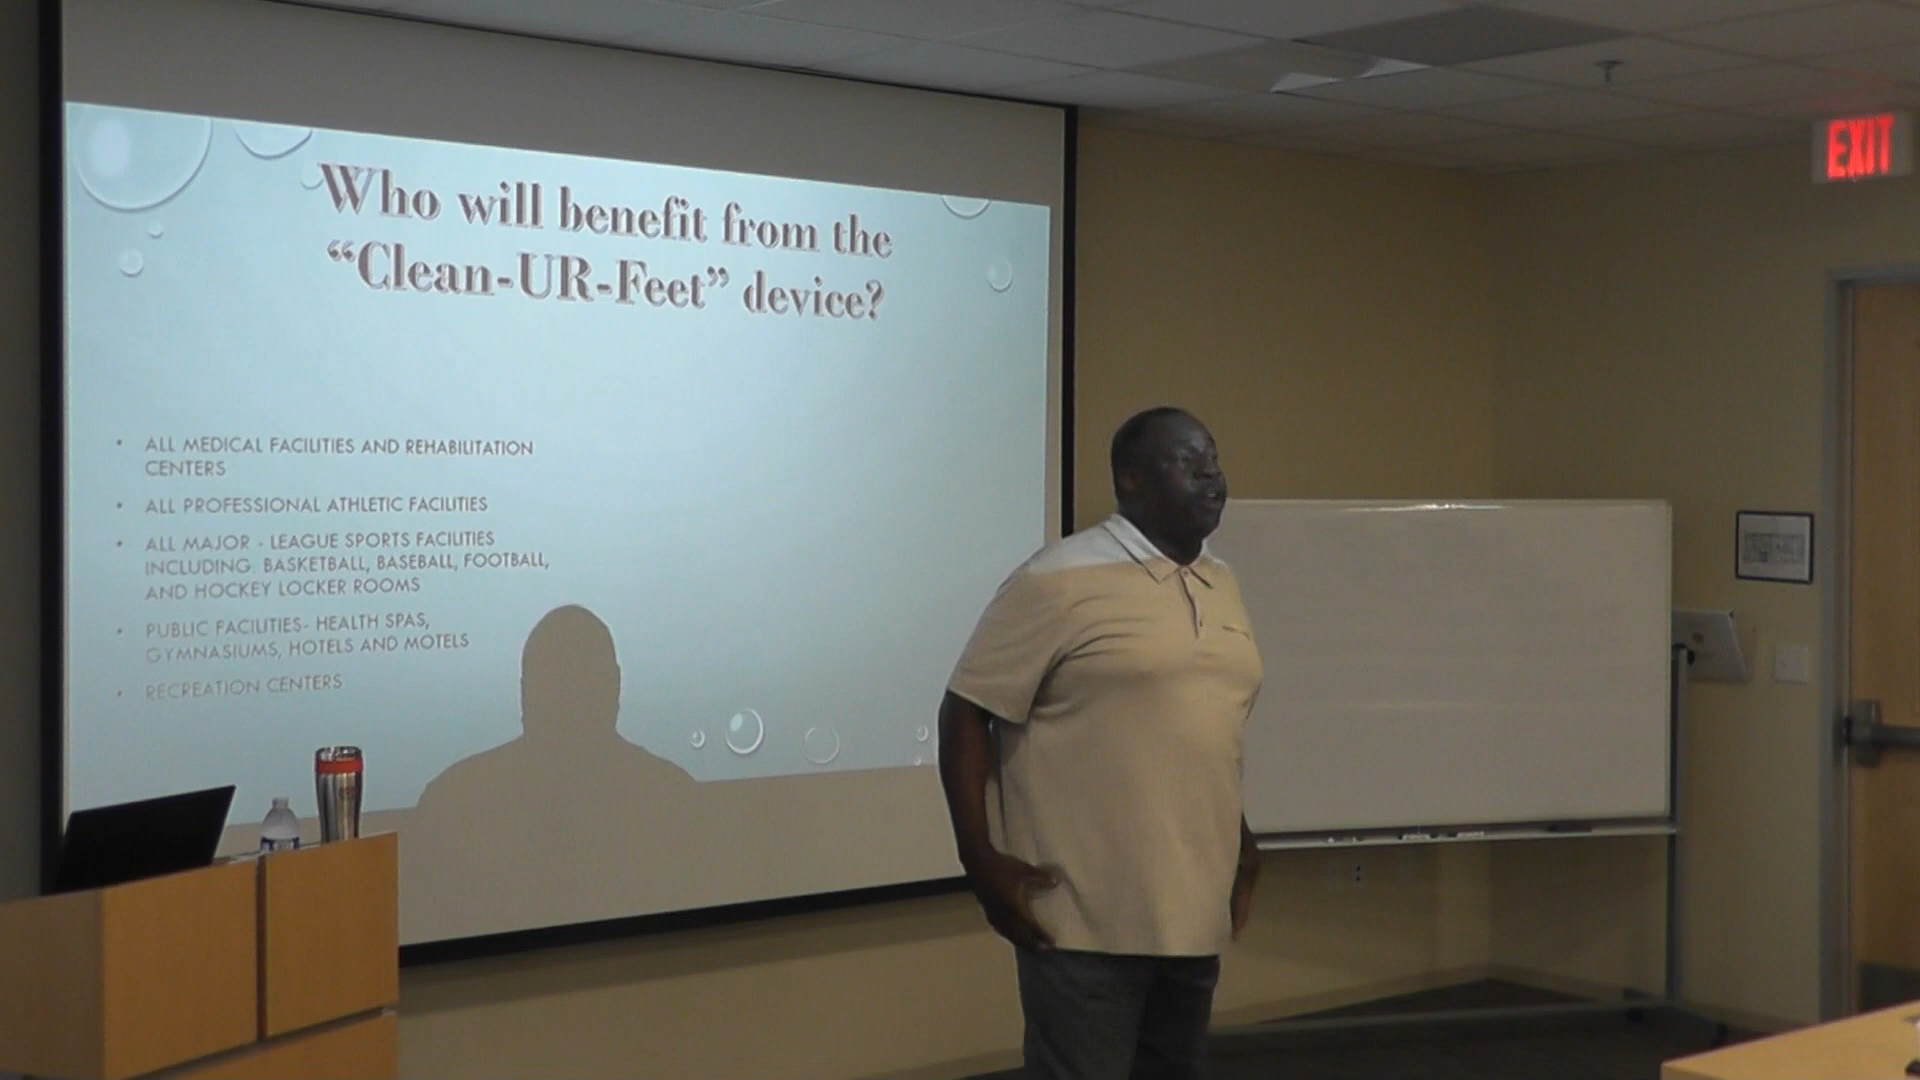 Who will benefit from the
“Clean-UR-Feet” device?
• ALL MEDICAL FACILITIES AND REHABILITATION
CENTERS
• ALL PROFESSIONAL ATHLETIC FACILITIES
• ALL MAJOR - LEAGUE SPORTS FACILITIES
INCLUDING: BASKETBALL, BASEBALL, FOOTBALL,
AND HOCKEY LOCKER ROOMS
• PUBLIC FACILITIES- HEALTH SPAS,
GYMNASIUMS, HOTELS AND MOTELS
• RECREATION CENTERS
EXIT